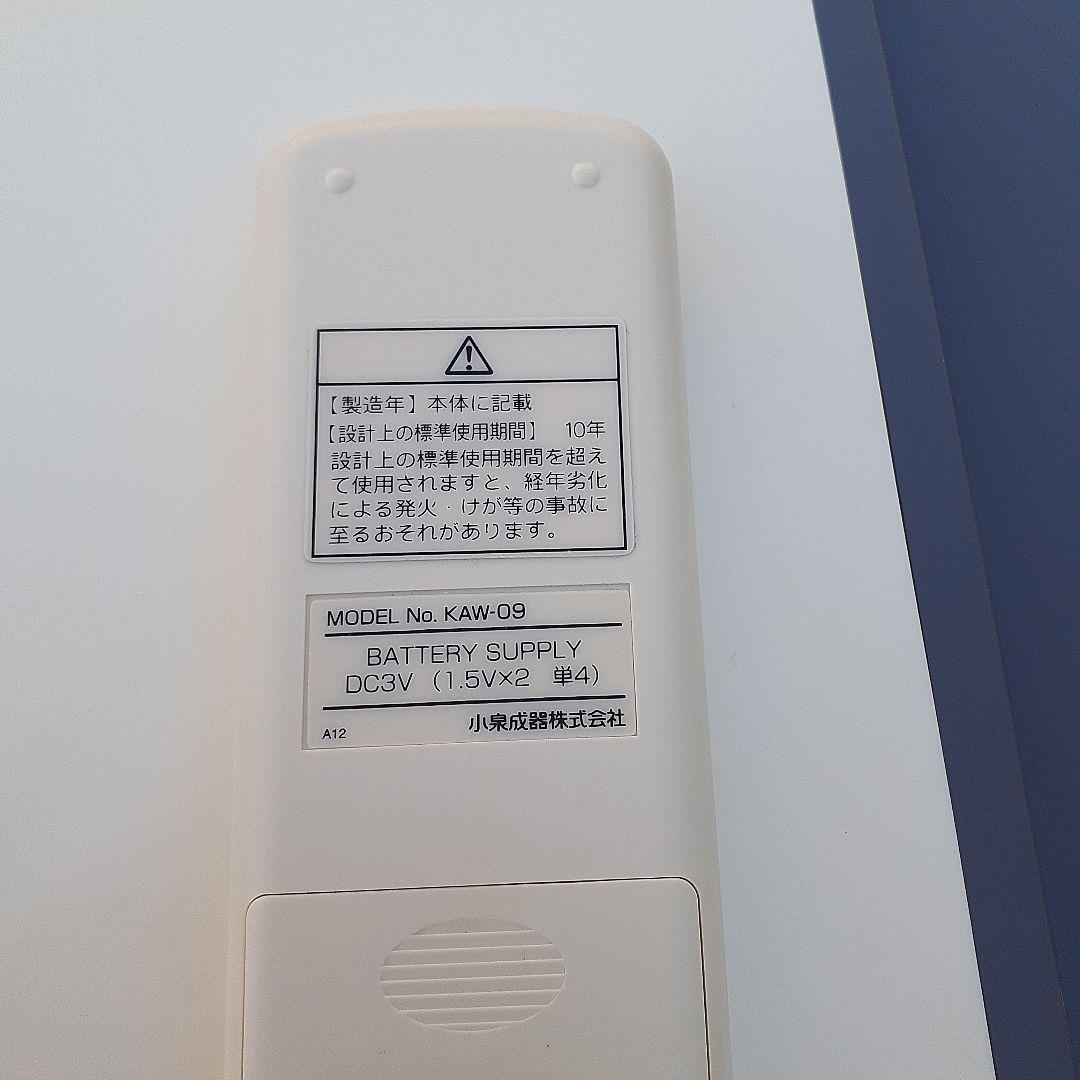 【製造年】本体に記載
【設計上の標準使用期間】 10年
設計上の標準使用期間を超え
て使用されますと、経年劣化
による発火・けが等の事故に
至るおそれがあります。
MODEL No. KAW-09
BATTERY SUPPLY
DC3V (1.5V×2 単4)
A12 小泉成器株式会社